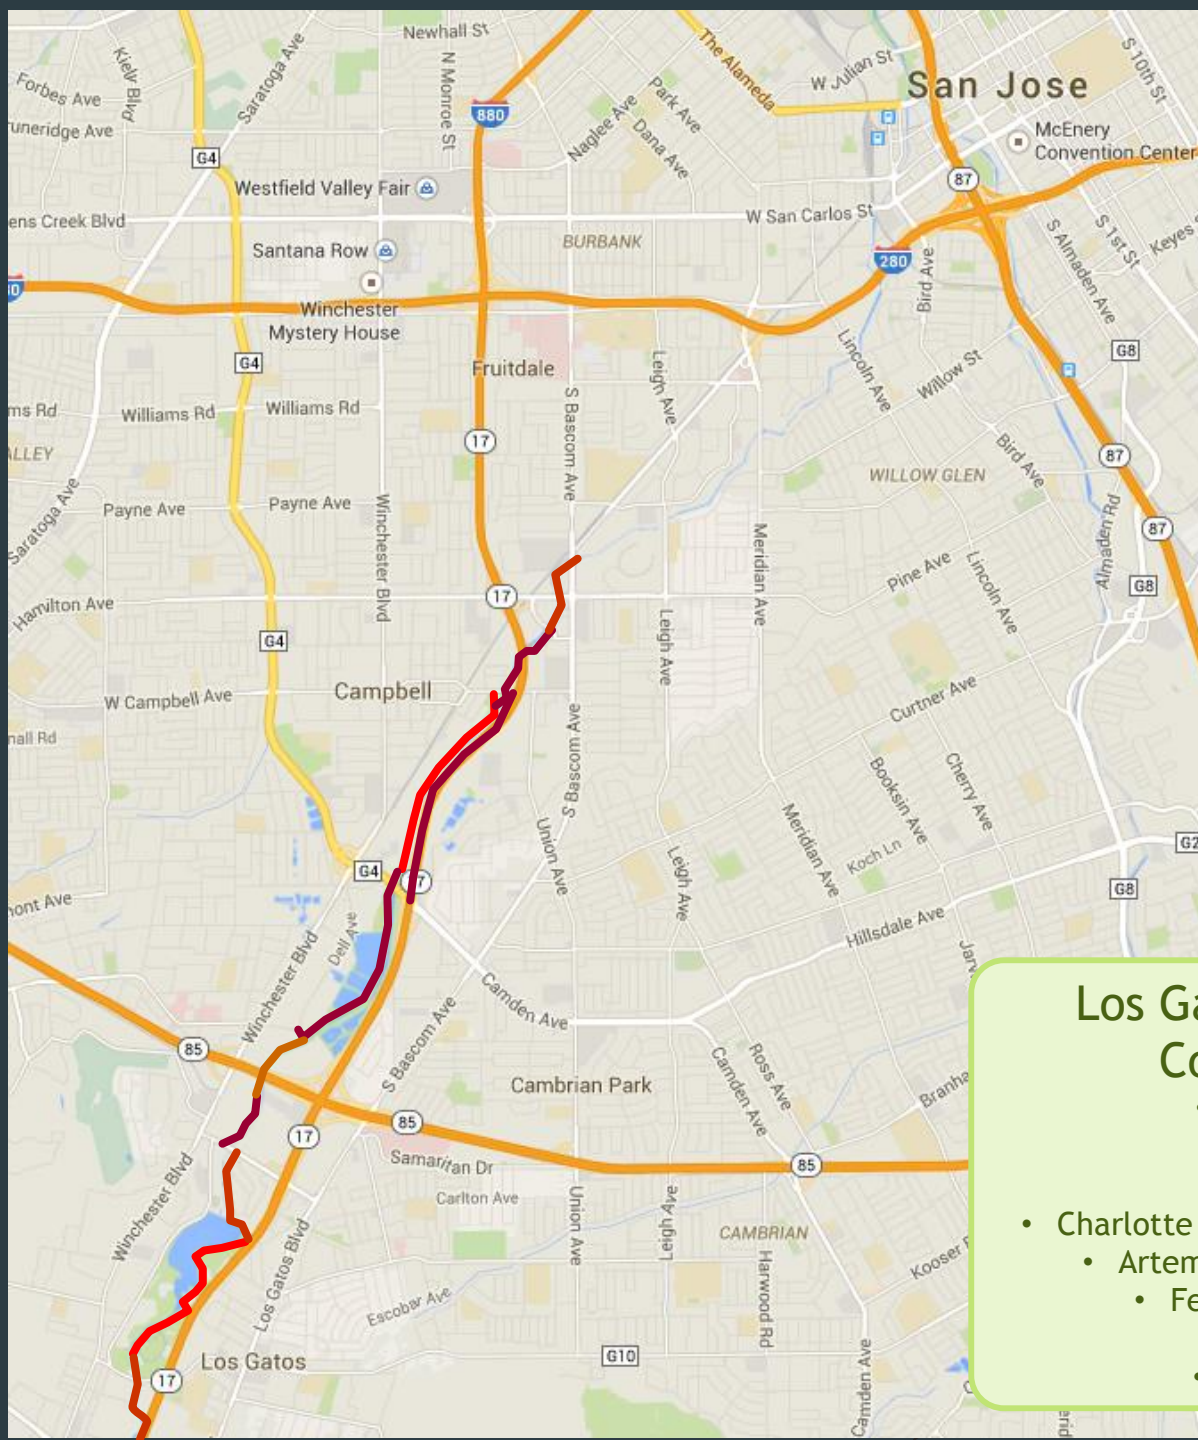 Newhall St
Kiely Blvd
Saratoga Ave
N Monroe St
880
The Alameda
W Julian St
San Jose
S 10th St
Forbes Ave
runeridge Ave
G4
Naglee Ave
Park Ave
Dana Ave
McEnery
Convention Center
87
Westfield Valley Fair
ens Creek Blvd
W San Carlos St
BURBANK
Santana Row
280
Bird Ave
S Almaden Ave
S 1st St
Keyes
Winchester
Mystery House
G4
Fruitdale
Leigh Ave
Lincoln Ave
Willow St
G8
ms Rd
Williams Rd
Williams Rd
S Bascom Ave
17
ALLEY
WILLOW GLEN
Bird Ave
87
Saratoga Ave
Payne Ave
Payne Ave
Winchester Blvd
Meridian Ave
Almaden Rd
87
Hamilton Ave
17
Pine Ave
Lincoln Ave
G8
G4
Leigh Ave
W Campbell Ave
Campbell
Curtner Ave
nall Rd
S Bascom Ave
Booksin Ave
Cherry Ave
Union Ave
Meridian Ave
Koch Ln
G2
G4
Leigh Ave
G8
mont Ave
Dell Ave
Hillsdale Ave
Winchester Blvd
Camden Ave
85
S Bascom Ave
Cambrian Park
Camden Ave
Ross Ave
Branha
17
85
Samaritan Dr
85
Winchester Blvd
Carlton Ave
Union Ave
Leigh Ave
CAMBRIAN
Harwood Rd
Kooser
Los Gatos Blvd
Escobar Ave
Los Gatos
G10
17
Camden Ave
Los Ga
Co
• Charlotte
• Artem
• Fe